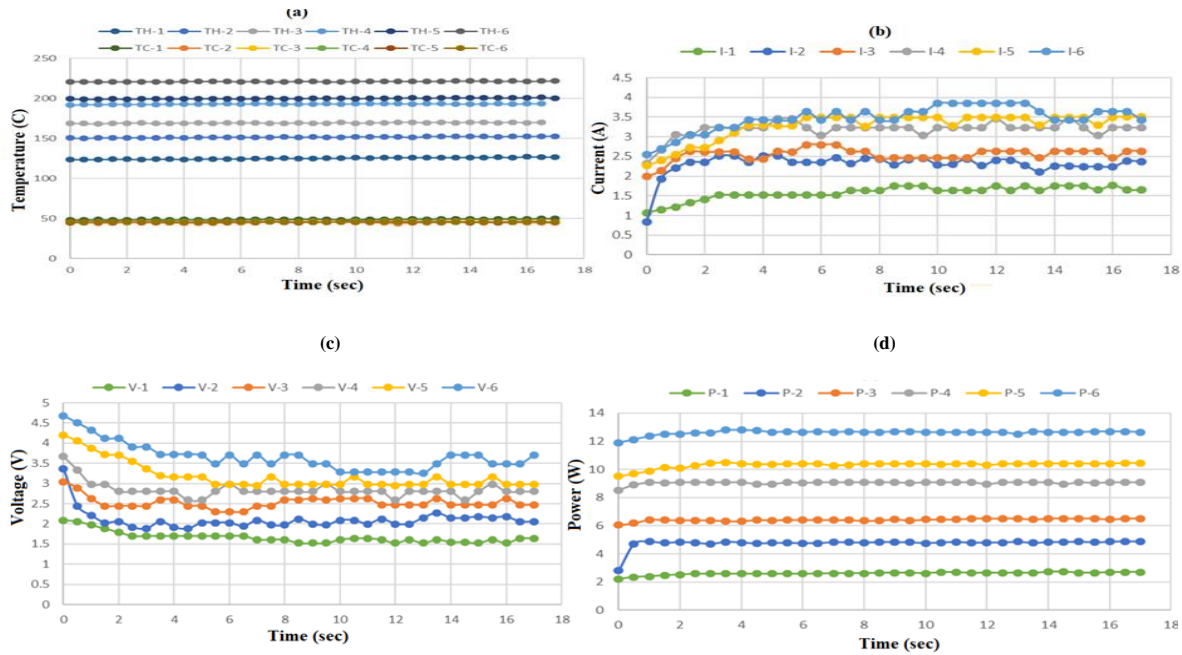 (a)
TH-1 TH-2 TH-3 TH-4 TH-5 TH-6
TC-1 TC-2 TC-3 TC-4 TC-5 TC-6
250
200
150
100
50
0
Temperature (C)
0 2 4 6 8 10 12 14 16 18
Time (sec)
(b)
I-1 I-2 I-3 I-4 I-5 I-6
4.5
4
3.5
3
2.5
2
1.5
1
0.5
0
Current (A)
0 2 4 6 8 10 12 14 16 18
Time (sec)
(c)
V-1 V-2 V-3 V-4 V-5 V-6
5
4.5
4
3.5
3
2.5
2
1.5
1
0.5
0
Voltage (V)
0 2 4 6 8 10 12 14 16 18
Time (sec)
(d)
P-1 P-2 P-3 P-4 P-5 P-6
14
12
10
8
6
4
2
0
Power (W)
0 2 4 6 8 10 12 14 16 18
Time (sec)